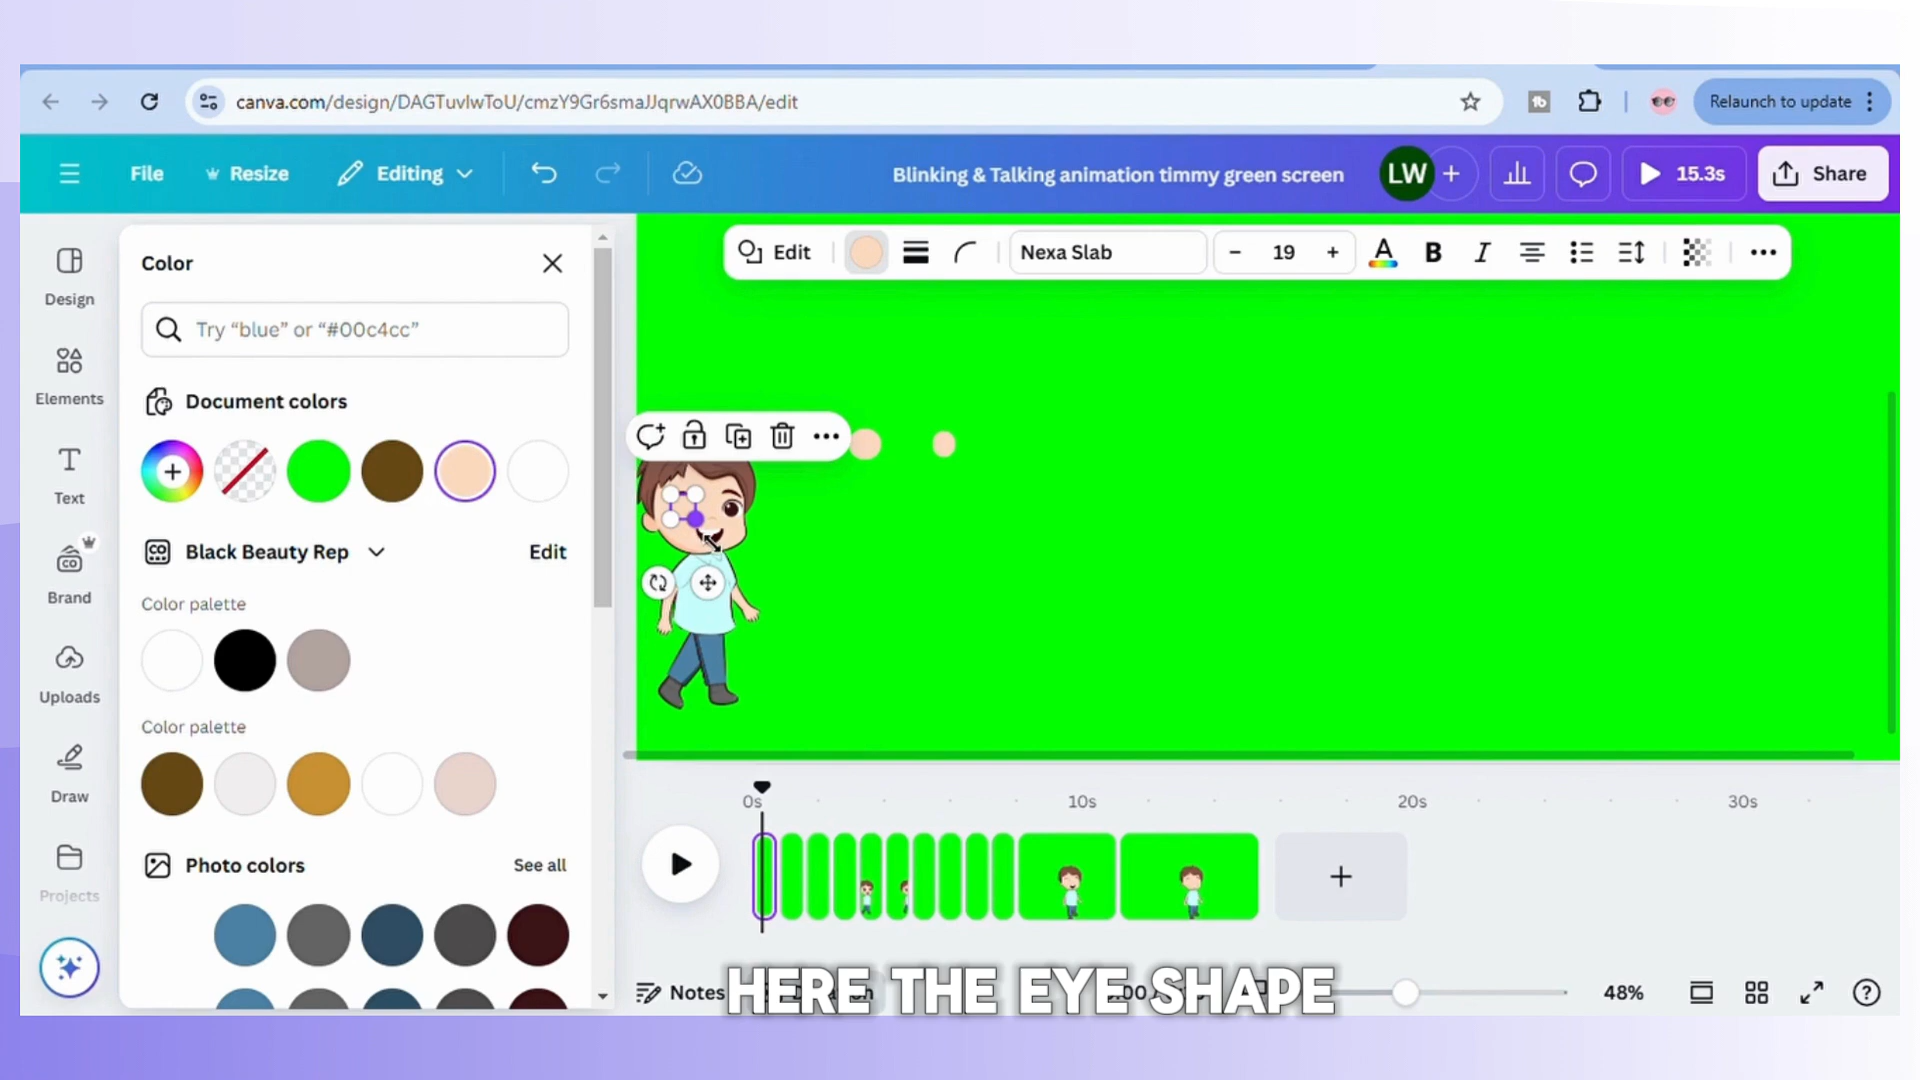 canva.com/design/DAGTuvIwToU/cmzY9Gr6smaJJqrwAX0BBA/edit
Relaunch to update
File
Resize
Editing
Blinking & Talking animation timmy green screen
LW
15.3s
Share
Design
Elements
Text
Brand
Uploads
Draw
Projects
Color
Try “blue” or “#00c4cc”
Document colors
Black Beauty Rep
Edit
Color palette
Color palette
Photo colors
See all
Edit
Nexa Slab
19
0s
10s
20s
30s
Notes
48%
HERE THE EYE SHAPE